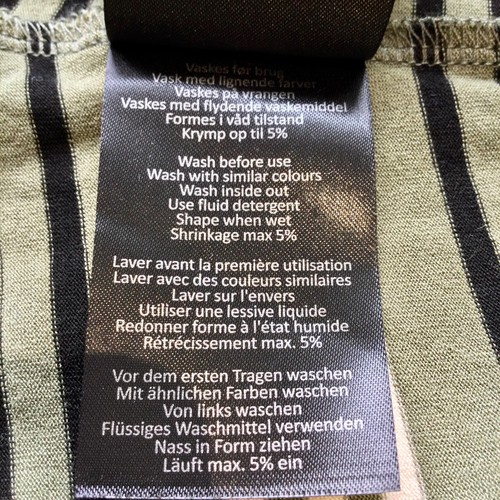 Vaskes før brug
Vask med lignende farver
Vaskes på vrangen
Vaskes med flydende vaskemiddel
Formes i våd tilstand
Krymp op til 5%
Wash before use
Wash with similar colours
Wash inside out
Use fluid detergent
Shape when wet
Shrinkage max 5%
Laver avant la première utilisation
Laver avec des couleurs similaires
Laver sur l'envers
Utiliser une lessive liquide
Redonner forme à l'état humide
Rétrécissement max. 5%
Vor dem ersten Tragen waschen
Mit ähnlichen Farben waschen
Von links waschen
Flüssiges Waschmittel verwenden
Nass in Form ziehen
Läuft max. 5% ein